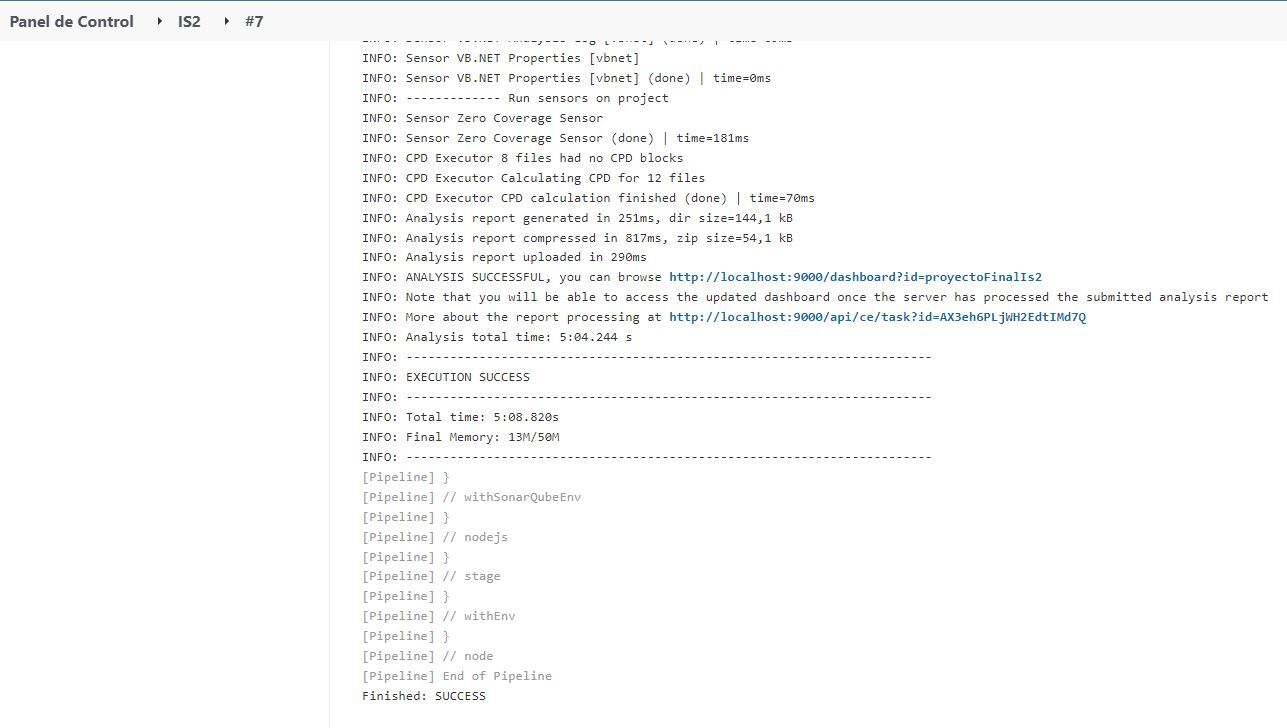 Panel de Control ▸ IS2 ▸ #7
INFO: Sensor VB.NET Properties [vbnet]
INFO: Sensor VB.NET Properties [vbnet] (done) | time=0ms
INFO: ------------- Run sensors on project
INFO: Sensor Zero Coverage Sensor
INFO: Sensor Zero Coverage Sensor (done) | time=181ms
INFO: CPD Executor 8 files had no CPD blocks
INFO: CPD Executor Calculating CPD for 12 files
INFO: CPD Executor CPD calculation finished (done) | time=70ms
INFO: Analysis report generated in 251ms, dir size=144,1 kB
INFO: Analysis report compressed in 817ms, zip size=54,1 kB
INFO: Analysis report uploaded in 290ms
INFO: ANALYSIS SUCCESSFUL, you can browse http://localhost:9000/dashboard?id=proyectoFinalIs2
INFO: Note that you will be able to access the updated dashboard once the server has processed the submitted analysis report
INFO: More about the report processing at http://localhost:9000/api/ce/task?id=AX3eh6PLjWH2EdtIMd7Q
INFO: Analysis total time: 5:04.244 s
INFO: ------------------------------------------------------------------------
INFO: EXECUTION SUCCESS
INFO: ------------------------------------------------------------------------
INFO: Total time: 5:08.820s
INFO: Final Memory: 13M/50M
INFO: ------------------------------------------------------------------------
[Pipeline] }
[Pipeline] // withSonarQubeEnv
[Pipeline] }
[Pipeline] // nodejs
[Pipeline] }
[Pipeline] // stage
[Pipeline] }
[Pipeline] // withEnv
[Pipeline] }
[Pipeline] // node
[Pipeline] End of Pipeline
Finished: SUCCESS